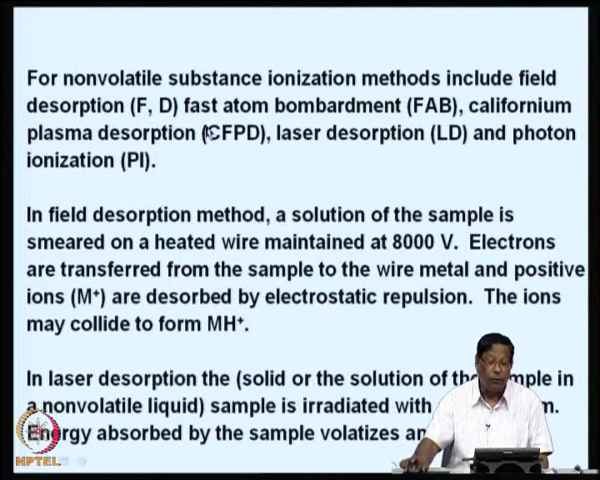 For nonvolatile substance ionization methods include field
desorption (F, D) fast atom bombardment (FAB), californium
plasma desorption (CFPD), laser desorption (LD) and photon
ionization (PI).
In field desorption method, a solution of the sample is
smeared on a heated wire maintained at 8000 V. Electrons
are transferred from the sample to the wire metal and positive
ions (M⁺) are desorbed by electrostatic repulsion. The ions
may collide to form MH⁺.
In laser desorption the (solid or the solution of in
a nonvolatile liquid) sample is irradiated with
Energy absorbed by the sample volatizes
NPTEL